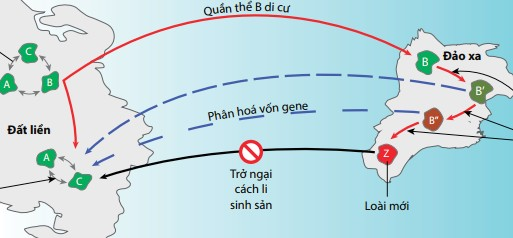 Quần thể B di cư
C
A
B
B
Đảo xa
B'
Phân hoá vốn gene
B"
Đất liền
A
C
Z
Trở ngại
cách li
sinh sản
Loài mới